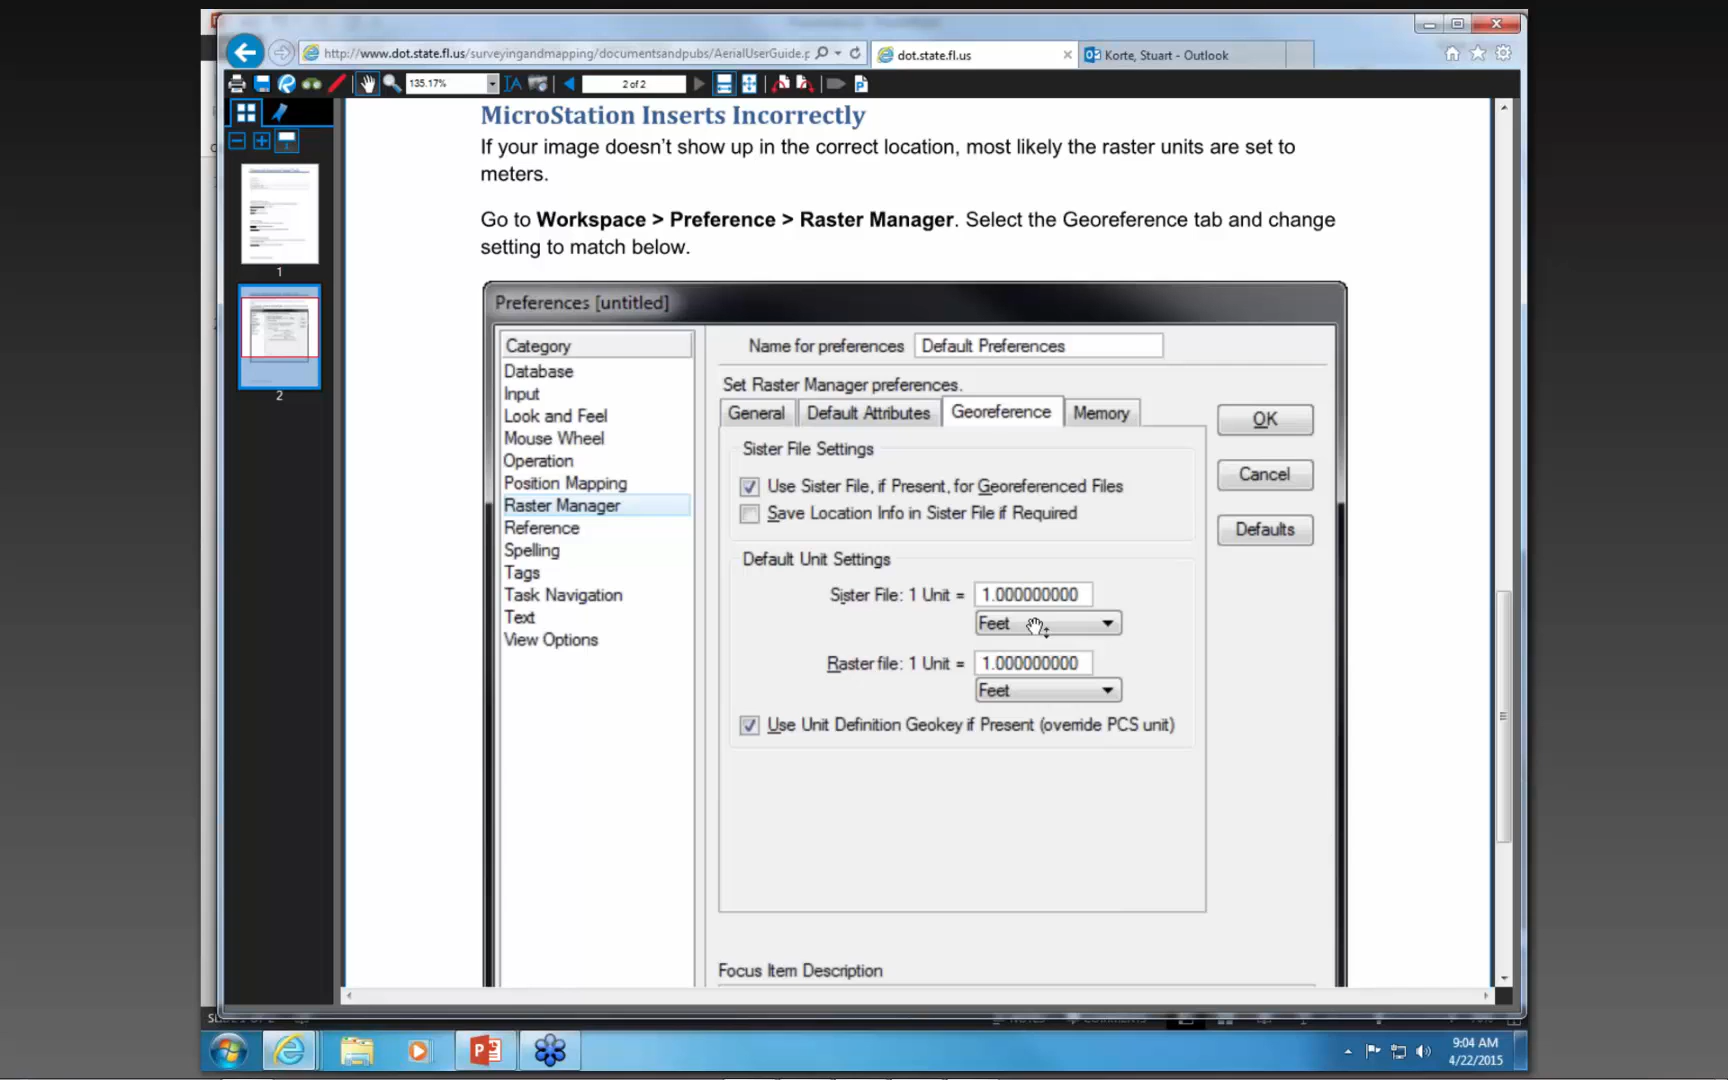 http://www.dot.state.fl.us/surveyingandmapping/documentsandpubs/AerialUserGuide.p
dot.state.fl.us
Korte, Stuart - Outlook
135.17%
2 of 2
MicroStation Inserts Incorrectly
If your image doesn't show up in the correct location, most likely the raster units are set to
meters.
Go to Workspace > Preference > Raster Manager. Select the Georeference tab and change
setting to match below.
1
2
Preferences [untitled]
Category
Database
Input
Look and Feel
Mouse Wheel
Operation
Position Mapping
Raster Manager
Reference
Spelling
Tags
Task Navigation
Text
View Options
Name for preferences Default Preferences
Set Raster Manager preferences.
General Default Attributes Georeference Memory
OK
Cancel
Defaults
Sister File Settings
Use Sister File, if Present, for Georeferenced Files
Save Location Info in Sister File if Required
Default Unit Settings
Sister File: 1 Unit = 1.000000000
Feet
Raster file: 1 Unit = 1.000000000
Feet
Use Unit Definition Geokey if Present (override PCS unit)
Focus Item Description
9:04 AM
4/22/2015